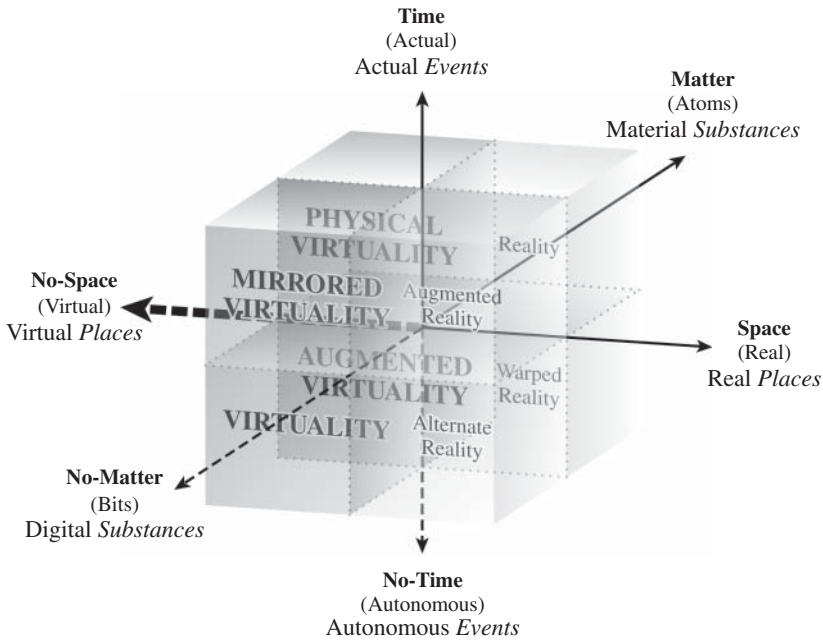 Time
(Actual)
Actual Events
Matter
(Atoms)
Material Substances
PHYSICAL
VIRTUALITY
Reality
No-Space
(Virtual)
Virtual Places
MIRRORED
VIRTUALITY
Augmented
Reality
Space
(Real)
Real Places
AUGMENTED
VIRTUALITY
Warped
Reality
VIRTUALITY
Alternate
Reality
No-Matter
(Bits)
Digital Substances
No-Time
(Autonomous)
Autonomous Events